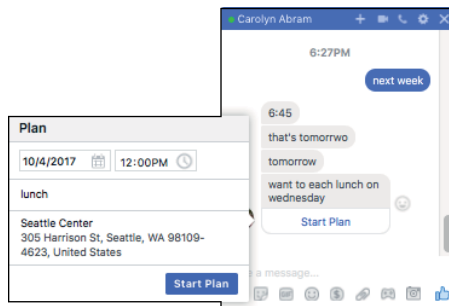 Carolyn Abram
6:27PM
next week
6:45
that's tomorrwo
tomorrow
want to each lunch on
wednesday
Start Plan
e a message...
Plan
10/4/2017
12:00PM
lunch
Seattle Center
305 Harrison St, Seattle, WA 98109-
4623, United States
Start Plan